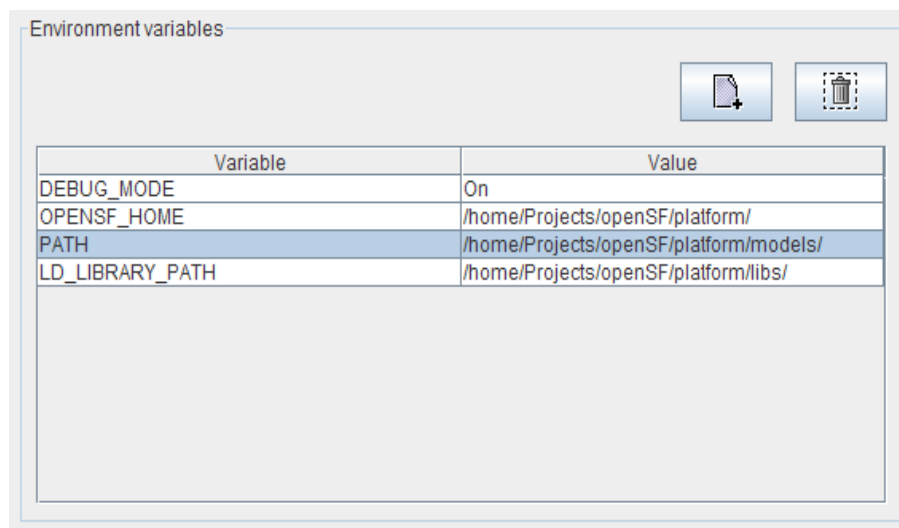 Environment variables
Variable Value
DEBUG_MODE On
OPENSF_HOME /home/Projects/openSF/platform/
PATH /home/Projects/openSF/platform/models/
LD_LIBRARY_PATH /home/Projects/openSF/platform/libs/